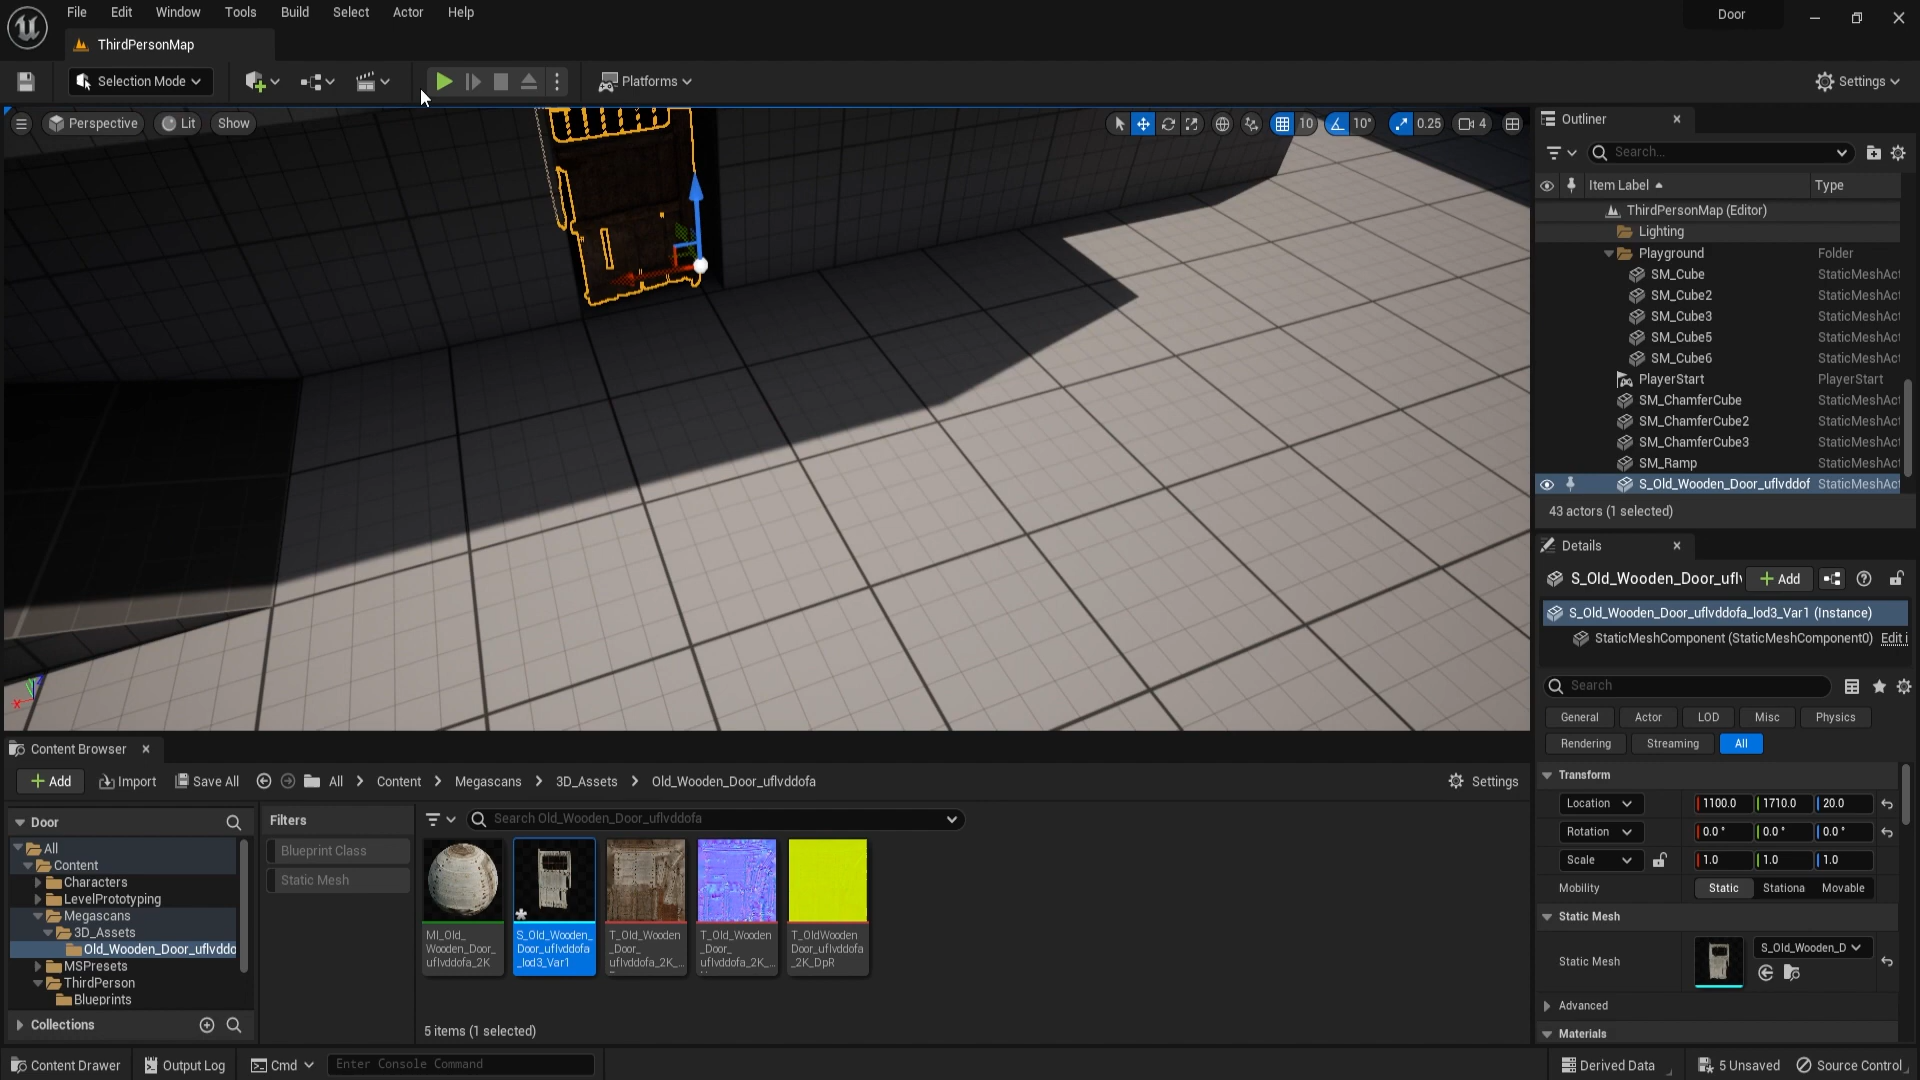 File Edit Window Tools Build Select Actor Help
Door
ThirdPersonMap
Selection Mode
Platforms
Settings
Perspective Lit Show
10 10° 0.25 4
Outliner
Search...
Item Label Type
ThirdPersonMap (Editor)
Lighting
Playground Folder
SM_Cube StaticMeshAct
SM_Cube2 StaticMeshAct
SM_Cube3 StaticMeshAct
SM_Cube5 StaticMeshAct
SM_Cube6 StaticMeshAct
PlayerStart PlayerStart
SM_ChamferCube StaticMeshAct
SM_ChamferCube2 StaticMeshAct
SM_ChamferCube3 StaticMeshAct
SM_Ramp StaticMeshAct
S_Old_Wooden_Door_uflvddof StaticMeshAct
43 actors (1 selected)
Details
S_Old_Wooden_Door_ufl Add
S_Old_Wooden_Door_uflvddofa_lod3_Var1 (Instance)
StaticMeshComponent (StaticMeshComponent0) Edit i
Search
General Actor LOD Misc Physics
Rendering Streaming All
Transform
Location 1100.0 1710.0 20.0
Rotation 0.0° 0.0° 0.0°
Scale 1.0 1.0 1.0
Mobility Static Stationa Movable
Static Mesh
Static Mesh S_Old_Wooden_D
Advanced
Materials
Content Browser
Add Import Save All All Content Megascans 3D_Assets Old_Wooden_Door_uflvddofa Settings
Door
All
Content
Characters
LevelPrototyping
Megascans
3D_Assets
Old_Wooden_Door_uflvddo
MSPresets
ThirdPerson
Blueprints
Collections
Filters
Blueprint Class
Static Mesh
Search Old_Wooden_Door_uflvddofa
MI_Old_
Wooden_Door_
uflvddofa_2K
S_Old_Wooden_
Door_uflvddofa
_lod3_Var1
T_Old_Wooden
_Door_
uflvddofa_2K_...
T_Old_Wooden
_Door_
uflvddofa_2K_...
T_OldWooden
Door_uflvddofa
_2K_DpR
5 items (1 selected)
Content Drawer Output Log Cmd Enter Console Command
Derived Data 5 Unsaved Source Control